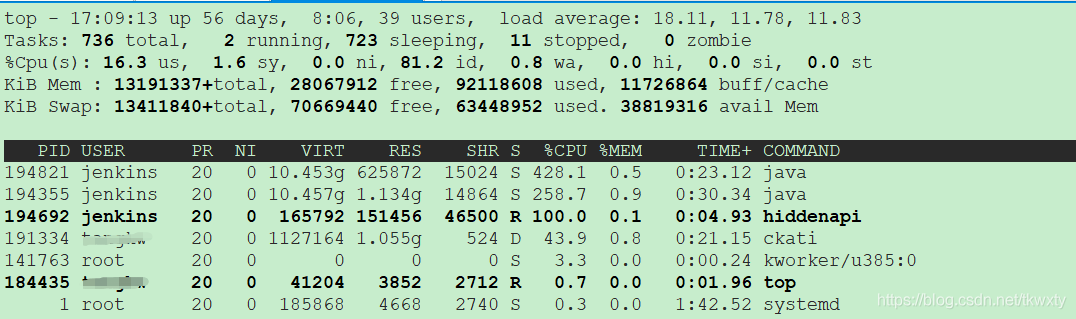 top - 17:09:13 up 56 days,  8:06, 39 users,  load average: 18.11, 11.78, 11.83
Tasks: 736 total,   2 running, 723 sleeping,  11 stopped,   0 zombie
%Cpu(s): 16.3 us,  1.6 sy,  0.0 ni, 81.2 id,  0.8 wa,  0.0 hi,  0.0 si,  0.0 st
KiB Mem : 13191337+total, 28067912 free, 92118608 used, 11726864 buff/cache
KiB Swap: 13411840+total, 70669440 free, 63448952 used. 38819316 avail Mem
PID USER PR NI VIRT RES SHR S %CPU %MEM TIME+ COMMAND
194821 jenkins 20 0 10.453g 625872 15024 S 428.1 0.5 0:23.12 java
194355 jenkins 20 0 10.457g 1.134g 14864 S 258.7 0.9 0:30.34 java
194692 jenkins 20 0 165792 151456 46500 R 100.0 0.1 0:04.93 hiddenapi
191334 20 0 1127164 1.055g 524 D 43.9 0.8 0:21.15 ckati
141763 root 20 0 0 0 0 S 3.3 0.0 0:00.24 kworker/u385:0
184435 20 0 41204 3852 2712 R 0.7 0.0 0:01.96 top
1 root 20 0 185868 4668 2740 S 0.3 0.0 1:42.52 systemd
https://blog.csdn.net/tkwxty